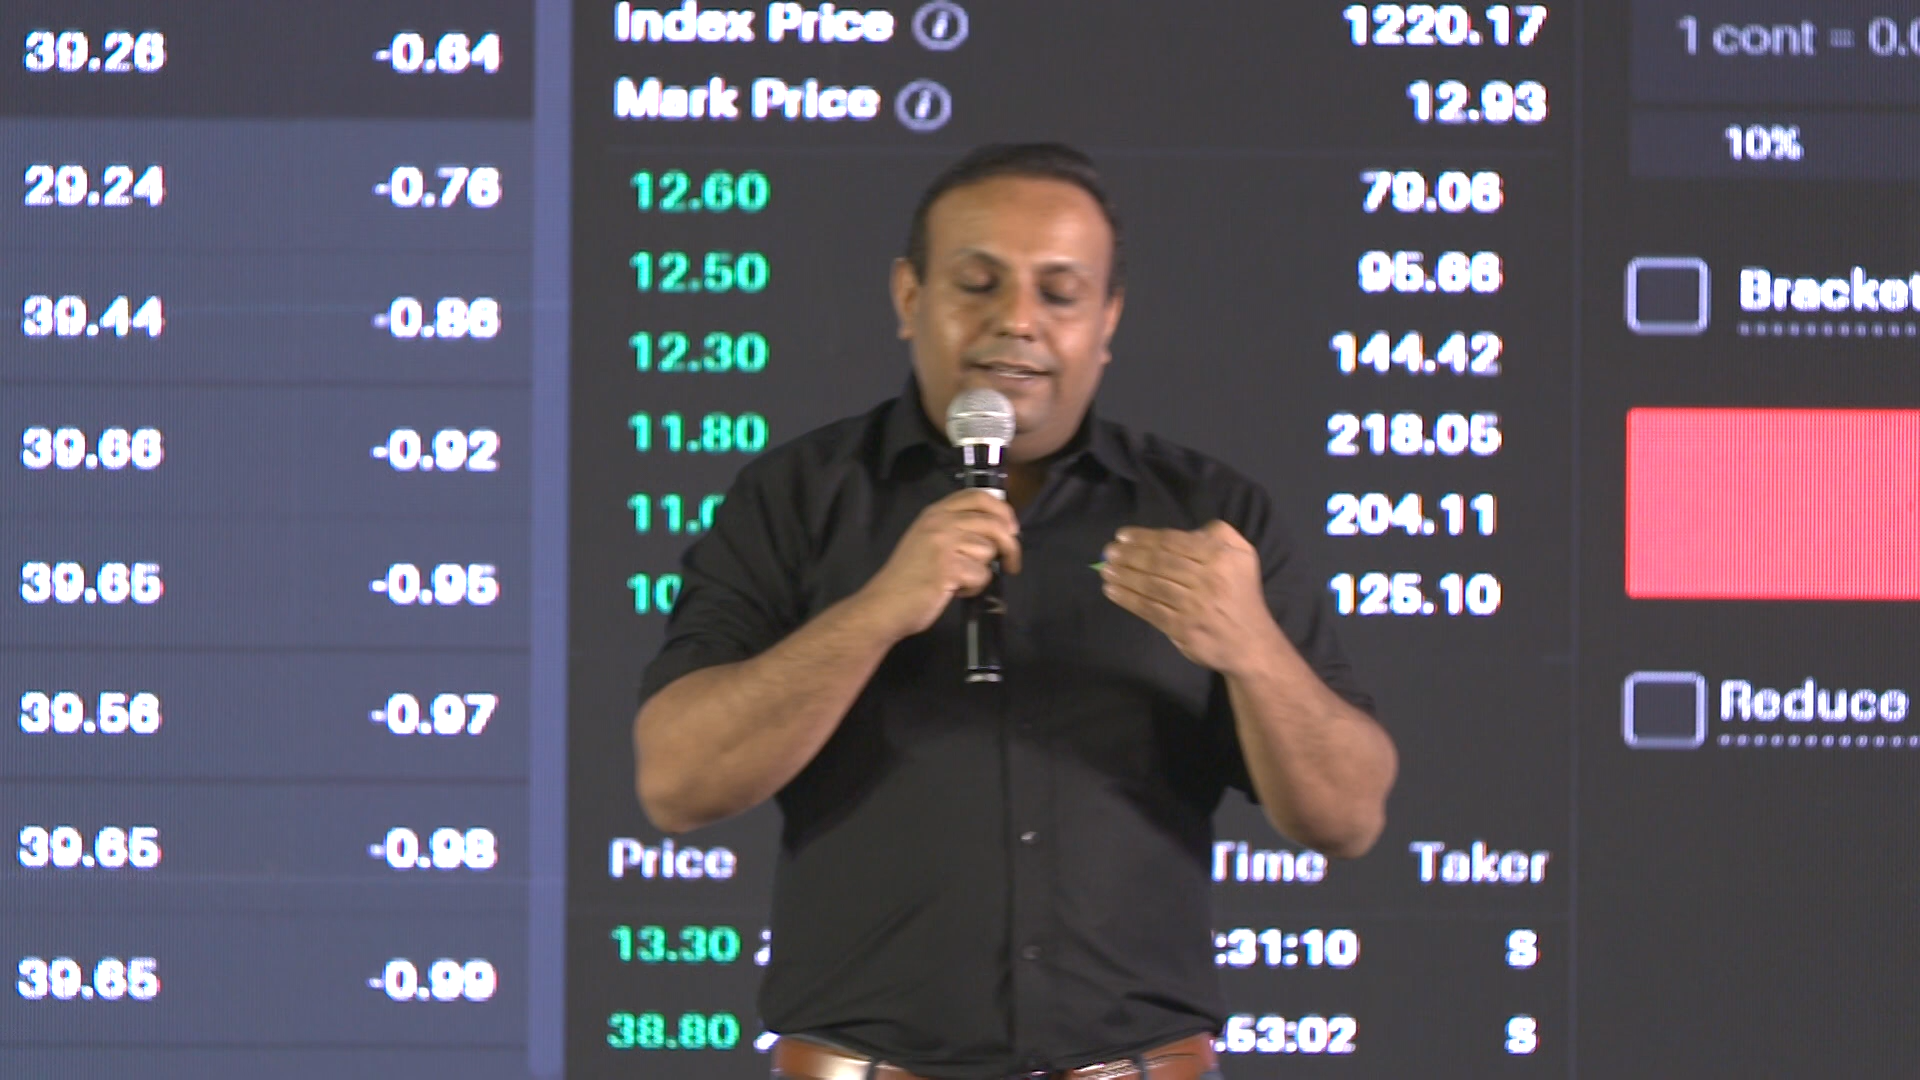 39.26 -0.64
29.24 -0.76
39.44 -0.86
39.66 -0.92
39.65 -0.95
39.56 -0.97
39.65 -0.98
39.65 -0.99
Index Price i 1220.17
Mark Price i 12.93
12.60 79.06
12.50 95.66
12.30 144.42
11.80 218.05
11.0 204.11
10 125.10
Price Time Taker
13.30 :31:10 S
38.80 :53:02 S
1 cont = 0.0
10%
Bracket
Reduce